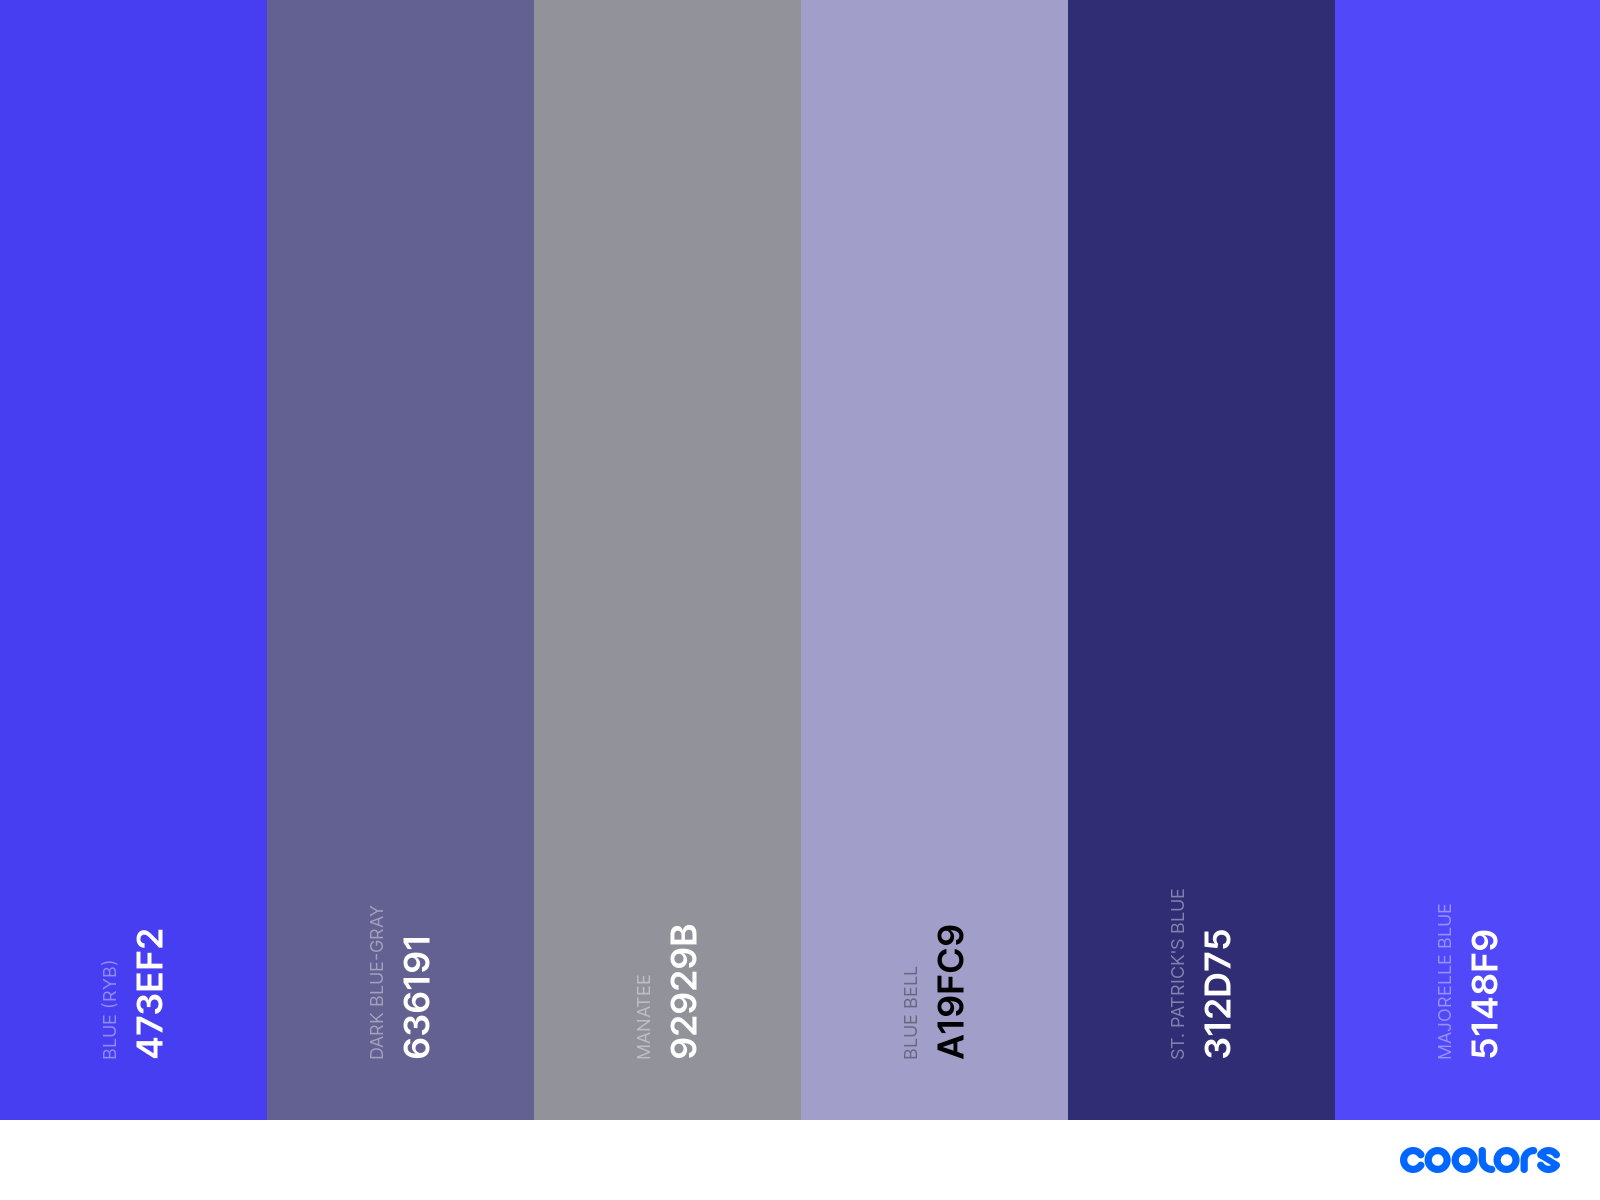 BLUE (RYB)
473EF2
DARK BLUE-GRAY
636191
MANATEE
92929B
BLUE BELL
A19FC9
ST. PATRICK'S BLUE
312D75
MAJORELLE BLUE
5148F9
coolors